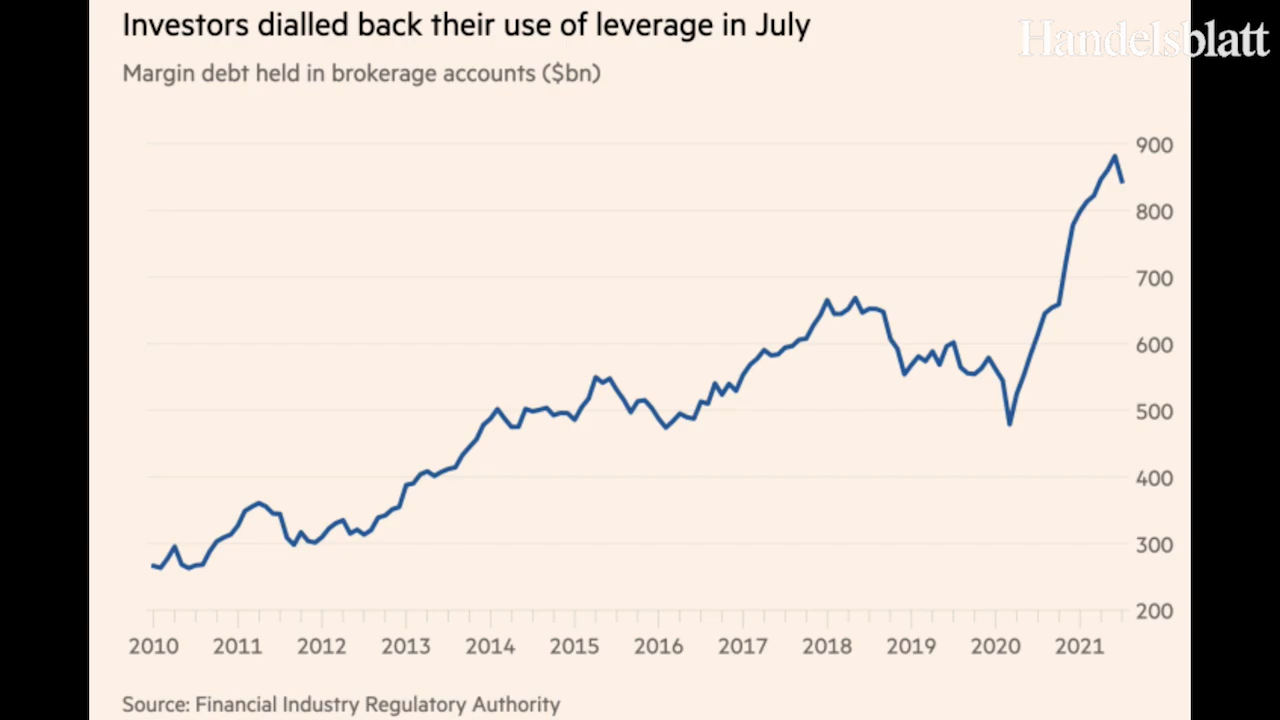 Investors dialled back their use of leverage in July
Handelsblatt
Margin debt held in brokerage accounts ($bn)
900
800
700
600
500
400
300
200
2010 2011 2012 2013 2014 2015 2016 2017 2018 2019 2020 2021
Source: Financial Industry Regulatory Authority